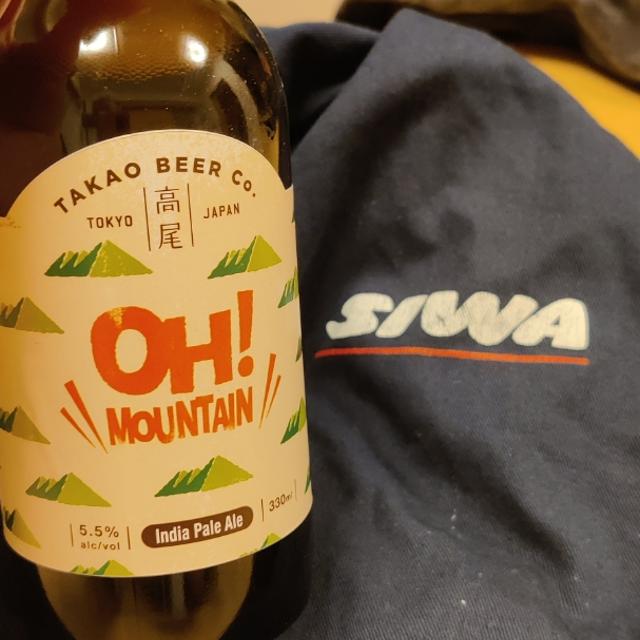 TAKAO BEER Co.
TOKYO 高尾 JAPAN
OH!
MOUNTAIN
5.5%
alc/vol
India Pale Ale
330ml
SIWA